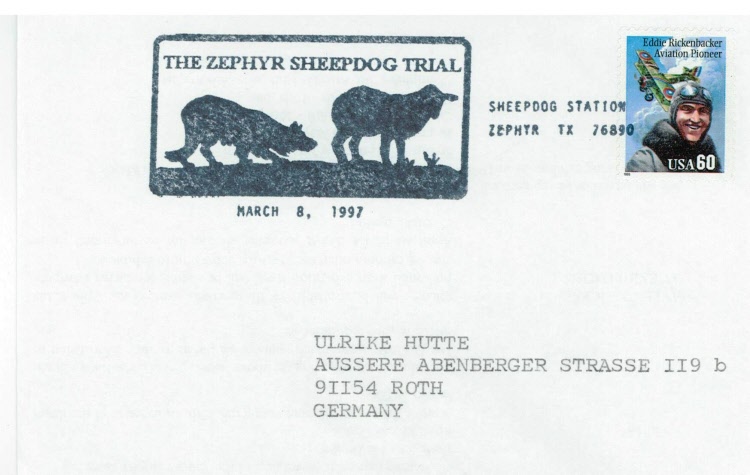 THE ZEPHYR SHEEPDOG TRIAL
MARCH 8, 1997
SHEEPDOG STATION
ZEPHYR TX 76890
Eddie Rickenbacker
Aviation Pioneer
USA 60
ULRIKE HUTTE
AUSSERE ABENBERGER STRASSE II9 b
9II54 ROTH
GERMANY